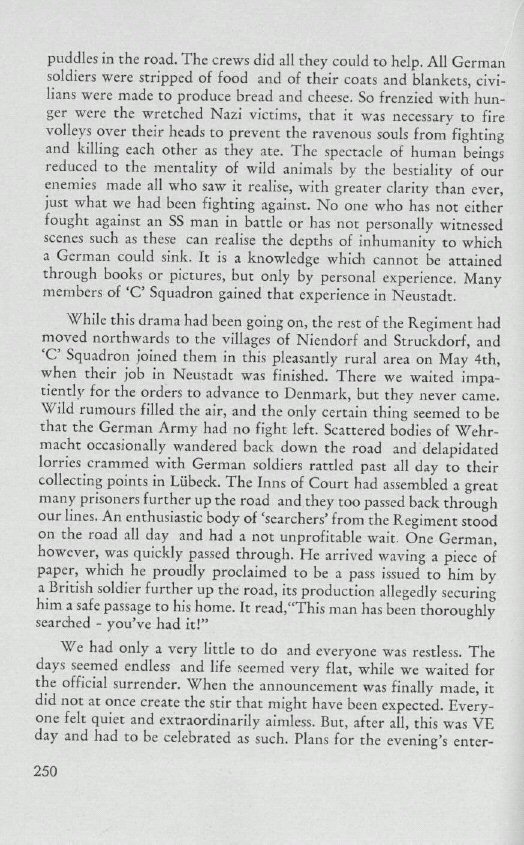 puddles in the road. The crews did all they could to help. All German
soldiers were stripped of food and of their coats and blankets, civi-
lians were made to produce bread and cheese. So frenzied with hun-
ger were the wretched Nazi victims, that it was necessary to fire
volleys over their heads to prevent the ravenous souls from fighting
and killing each other as they ate. The spectacle of human beings
reduced to the mentality of wild animals by the bestiality of our
enemies made all who saw it realise, with greater clarity than ever,
just what we had been fighting against. No one who has not either
fought against an SS man in battle or has not personally witnessed
scenes such as these can realise the depths of inhumanity to which
a German could sink. It is a knowledge which cannot be attained
through books or pictures, but only by personal experience. Many
members of 'C' Squadron gained that experience in Neustadt.
While this drama had been going on, the rest of the Regiment had
moved northwards to the villages of Niendorf and Struckdorf, and
'C' Squadron joined them in this pleasantly rural area on May 4th,
when their job in Neustadt was finished. There we waited impa-
tiently for the orders to advance to Denmark, but they never came.
Wild rumours filled the air, and the only certain thing seemed to be
that the German Army had no fight left. Scattered bodies of Wehr-
macht occasionally wandered back down the road and delapidated
lorries crammed with German soldiers rattled past all day to their
collecting points in Lübeck. The Inns of Court had assembled a great
many prisoners further up the road and they too passed back through
our lines. An enthusiastic body of 'searchers' from the Regiment stood
on the road all day and had a not unprofitable wait. One German,
however, was quickly passed through. He arrived waving a piece of
paper, which he proudly proclaimed to be a pass issued to him by
a British soldier further up the road, its production allegedly securing
him a safe passage to his home. It read,"This man has been thoroughly
searched - you've had it!"
We had only a very little to do and everyone was restless. The
days seemed endless and life seemed very flat, while we waited for
the official surrender. When the announcement was finally made, it
did not at once create the stir that might have been expected. Every-
one felt quiet and extraordinarily aimless. But, after all, this was VE
day and had to be celebrated as such. Plans for the evening's enter-
250